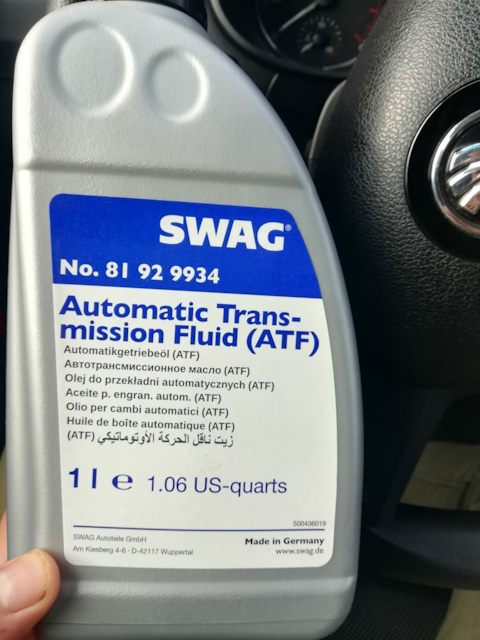 SWAG®
No. 81 92 9934
Automatic Trans-
mission Fluid (ATF)
Automatikgetriebeöl (ATF)
Автотрансмиссионное масло (ATF)
Olej do przekładni automatycznych (ATF)
Aceite p. engran. autom. (ATF)
Olio per cambi automatici (ATF)
Huile de boîte automatique (ATF)
زيت ناقل الحركة الأوتوماتيكي (ATF)
1 l e 1.06 US-quarts
500436019
SWAG Autoteile GmbH
Am Kiesberg 4-6 · D-42117 Wuppertal
Made in Germany
www.swag.de